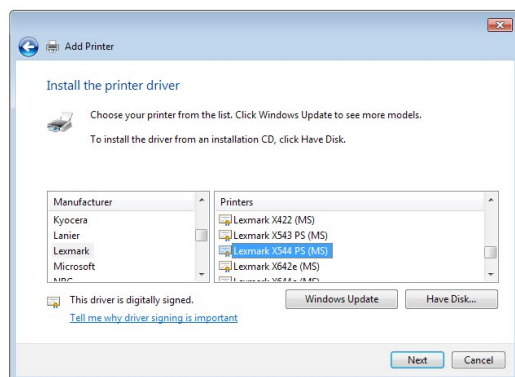 Add Printer
Install the printer driver
Choose your printer from the list. Click Windows Update to see more models.
To install the driver from an installation CD, click Have Disk.
Manufacturer
Kyocera
Lanier
Lexmark
Microsoft
Printers
Lexmark X422 (MS)
Lexmark X543 PS (MS)
Lexmark X544 PS (MS)
Lexmark X642e (MS)
This driver is digitally signed.
Tell me why driver signing is important
Windows Update
Have Disk...
Next
Cancel